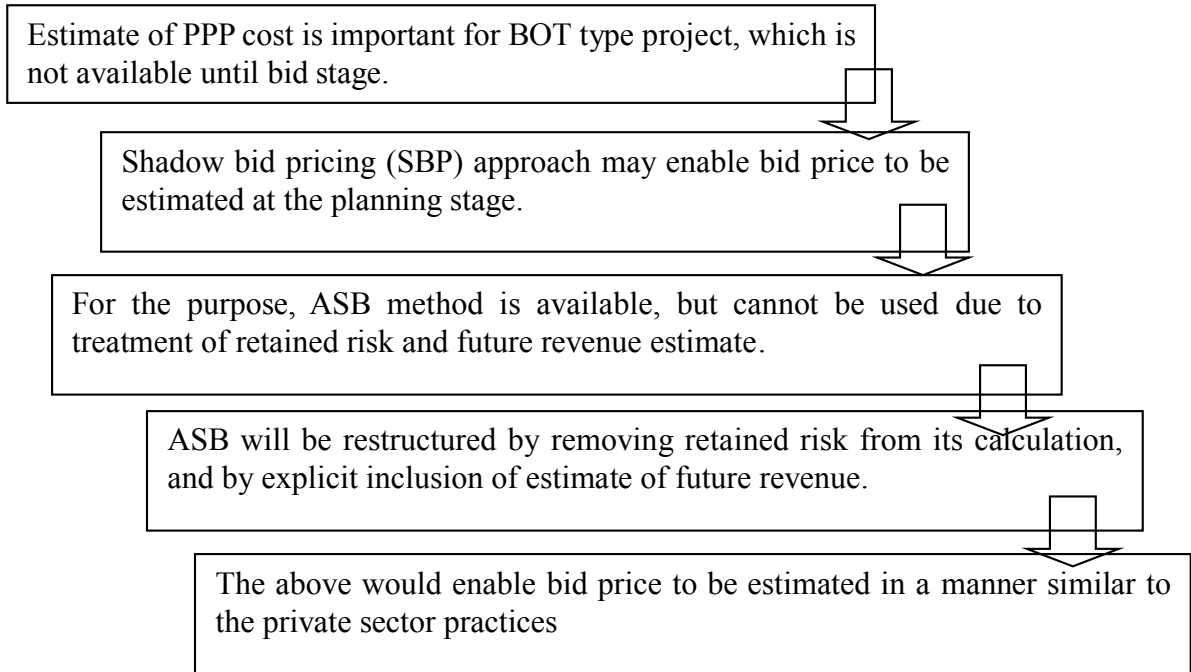 Estimate of PPP cost is important for BOT type project, which is
not available until bid stage.
Shadow bid pricing (SBP) approach may enable bid price to be
estimated at the planning stage.
For the purpose, ASB method is available, but cannot be used due to
treatment of retained risk and future revenue estimate.
ASB will be restructured by removing retained risk from its calculation,
and by explicit inclusion of estimate of future revenue.
The above would enable bid price to be estimated in a manner similar to
the private sector practices